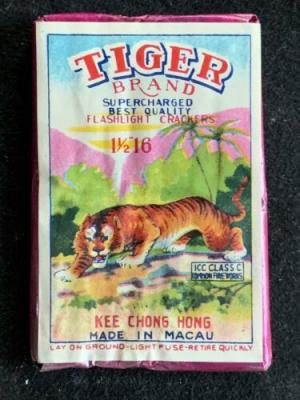 TIGER
BRAND
SUPERCHARGED
BEST QUALITY
FLASHLIGHT CRACKERS
1½"16
ICC CLASS C
COMMON FIREWORKS
KEE CHONG HONG
MADE IN MACAU
LAY ON GROUND-LIGHT FUSE-RETIRE QUICKLY.